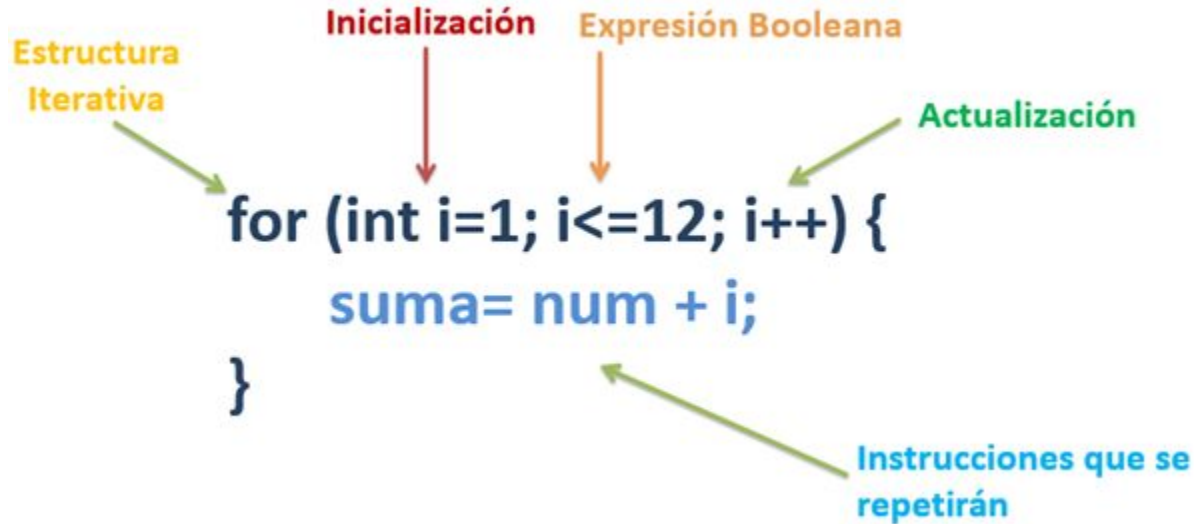 Inicialización
Expresión Booleana
Estructura
Iterativa
Actualización
for (int i=1; i<=12; i++) {
suma= num + i;
}
Instrucciones que se
repetirán